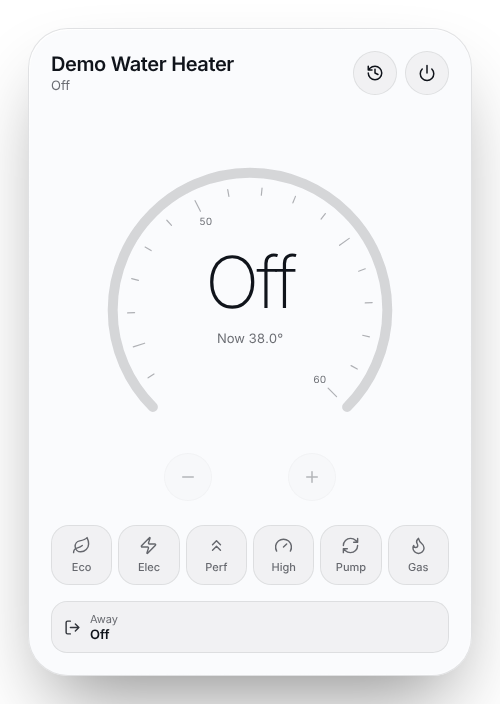 Demo Water Heater
Off
50
Off
Now 38.0°
60
Eco
Elec
Perf
High
Pump
Gas
Away
Off